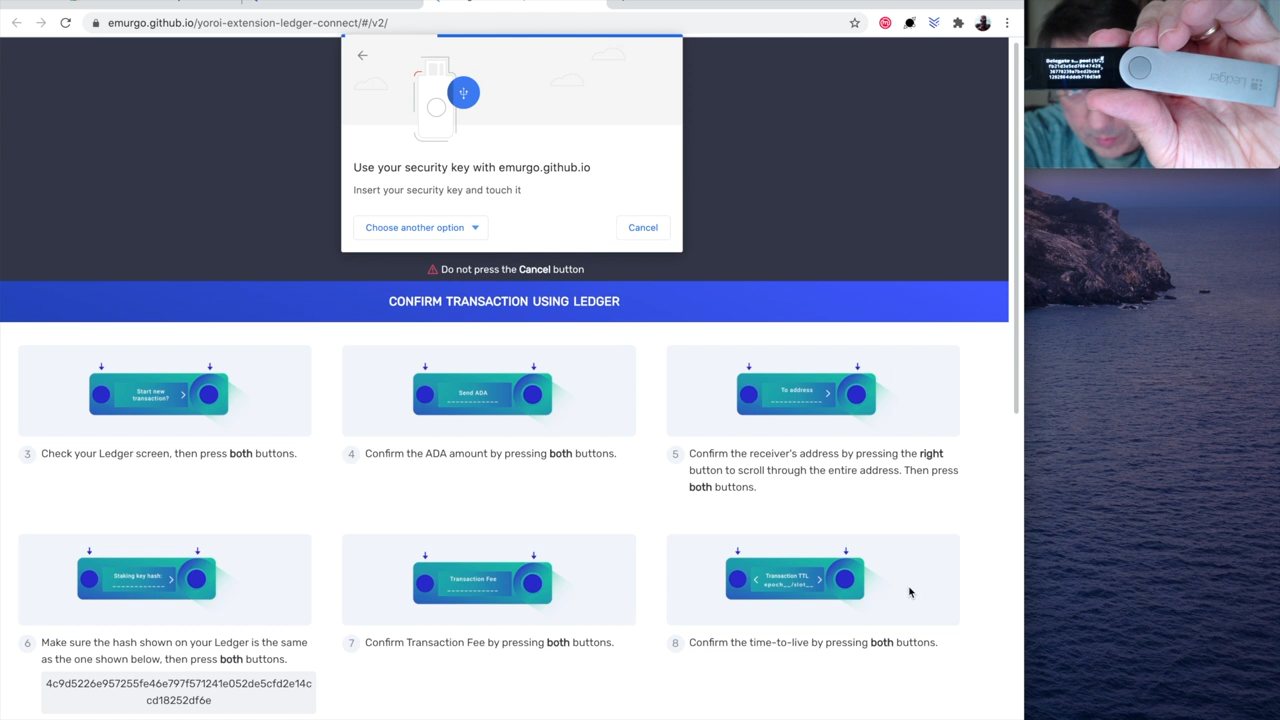 emurgo.github.io/yoroi-extension-ledger-connect/#/v2/
Use your security key with emurgo.github.io
Insert your security key and touch it
Choose another option
Cancel
Do not press the Cancel button
CONFIRM TRANSACTION USING LEDGER
Start new
transaction?
Send ADA
To address
3 Check your Ledger screen, then press both buttons.
4 Confirm the ADA amount by pressing both buttons.
5 Confirm the receiver's address by pressing the right
button to scroll through the entire address. Then press
both buttons.
Staking key hash:
Transaction Fee
Transaction TTL
epoch__/slot__
6 Make sure the hash shown on your Ledger is the same
as the one shown below, then press both buttons.
7 Confirm Transaction Fee by pressing both buttons.
8 Confirm the time-to-live by pressing both buttons.
4c9d5226e957255fe46e797f571241e052de5cfd2e14c
cd18252df6e
Ledger